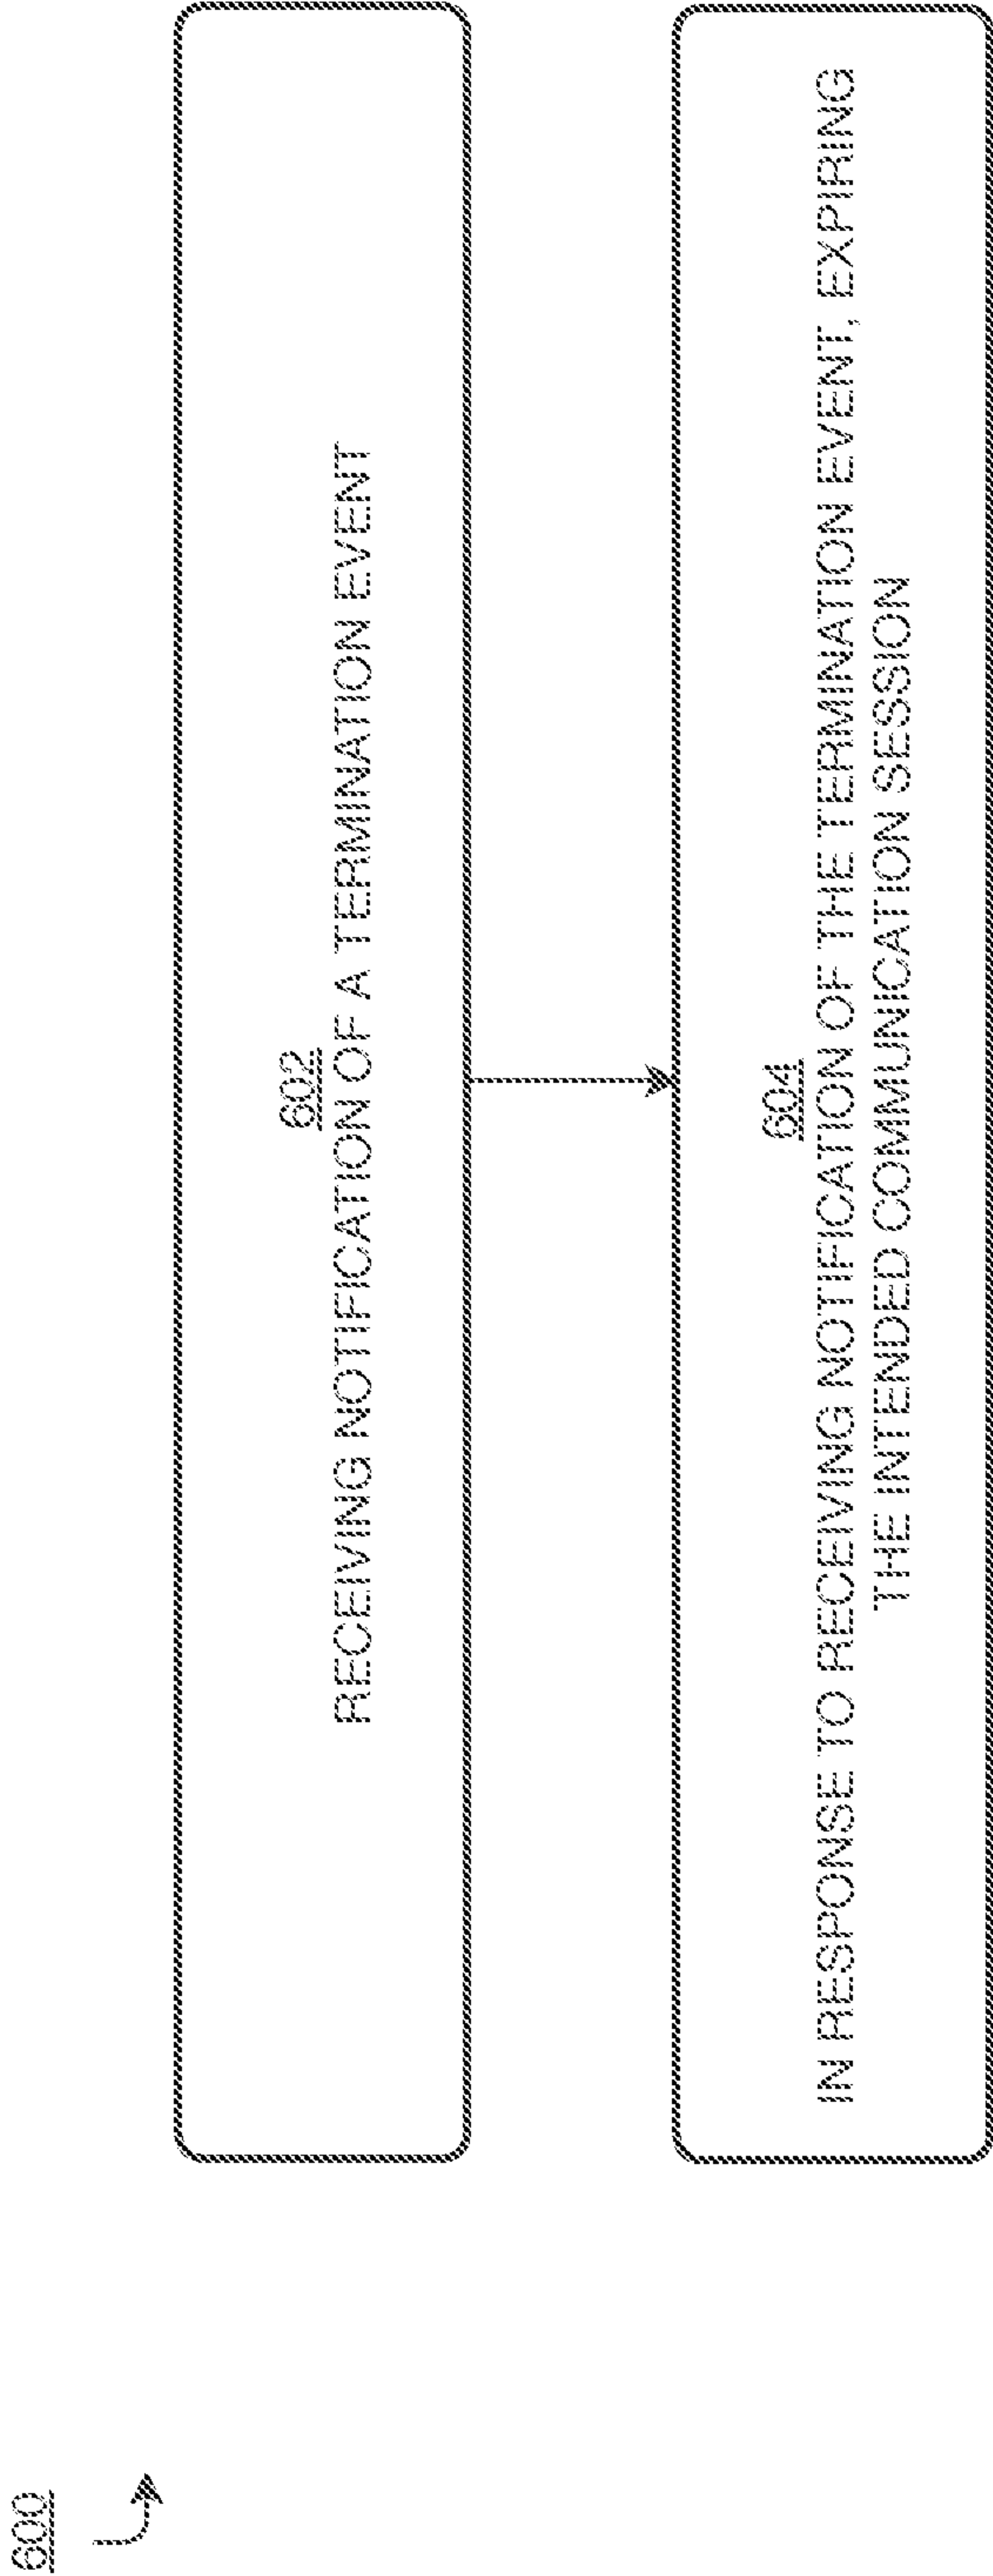 600
602
RECEIVING NOTIFICATION OF A TERMINATION EVENT
604
IN RESPONSE TO RECEIVING NOTIFICATION OF THE TERMINATION EVENT, EXPIRING
THE INTENDED COMMUNICATION SESSION